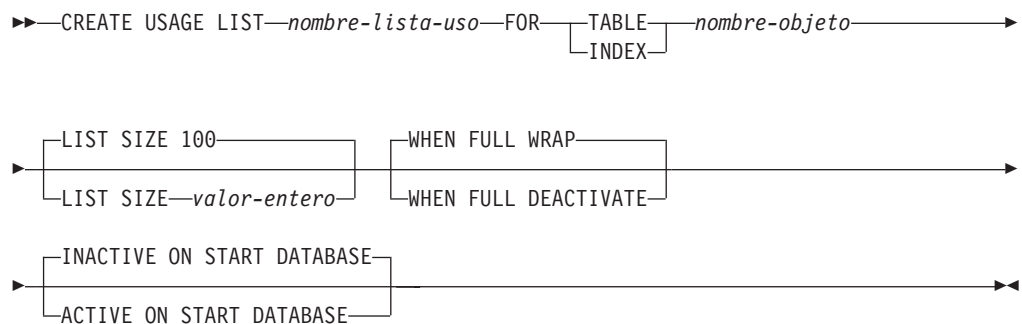 CREATE USAGE LIST nombre-lista-uso FOR TABLE nombre-objeto
INDEX
LIST SIZE 100 WHEN FULL WRAP
LIST SIZE valor-entero WHEN FULL DEACTIVATE
INACTIVE ON START DATABASE
ACTIVE ON START DATABASE